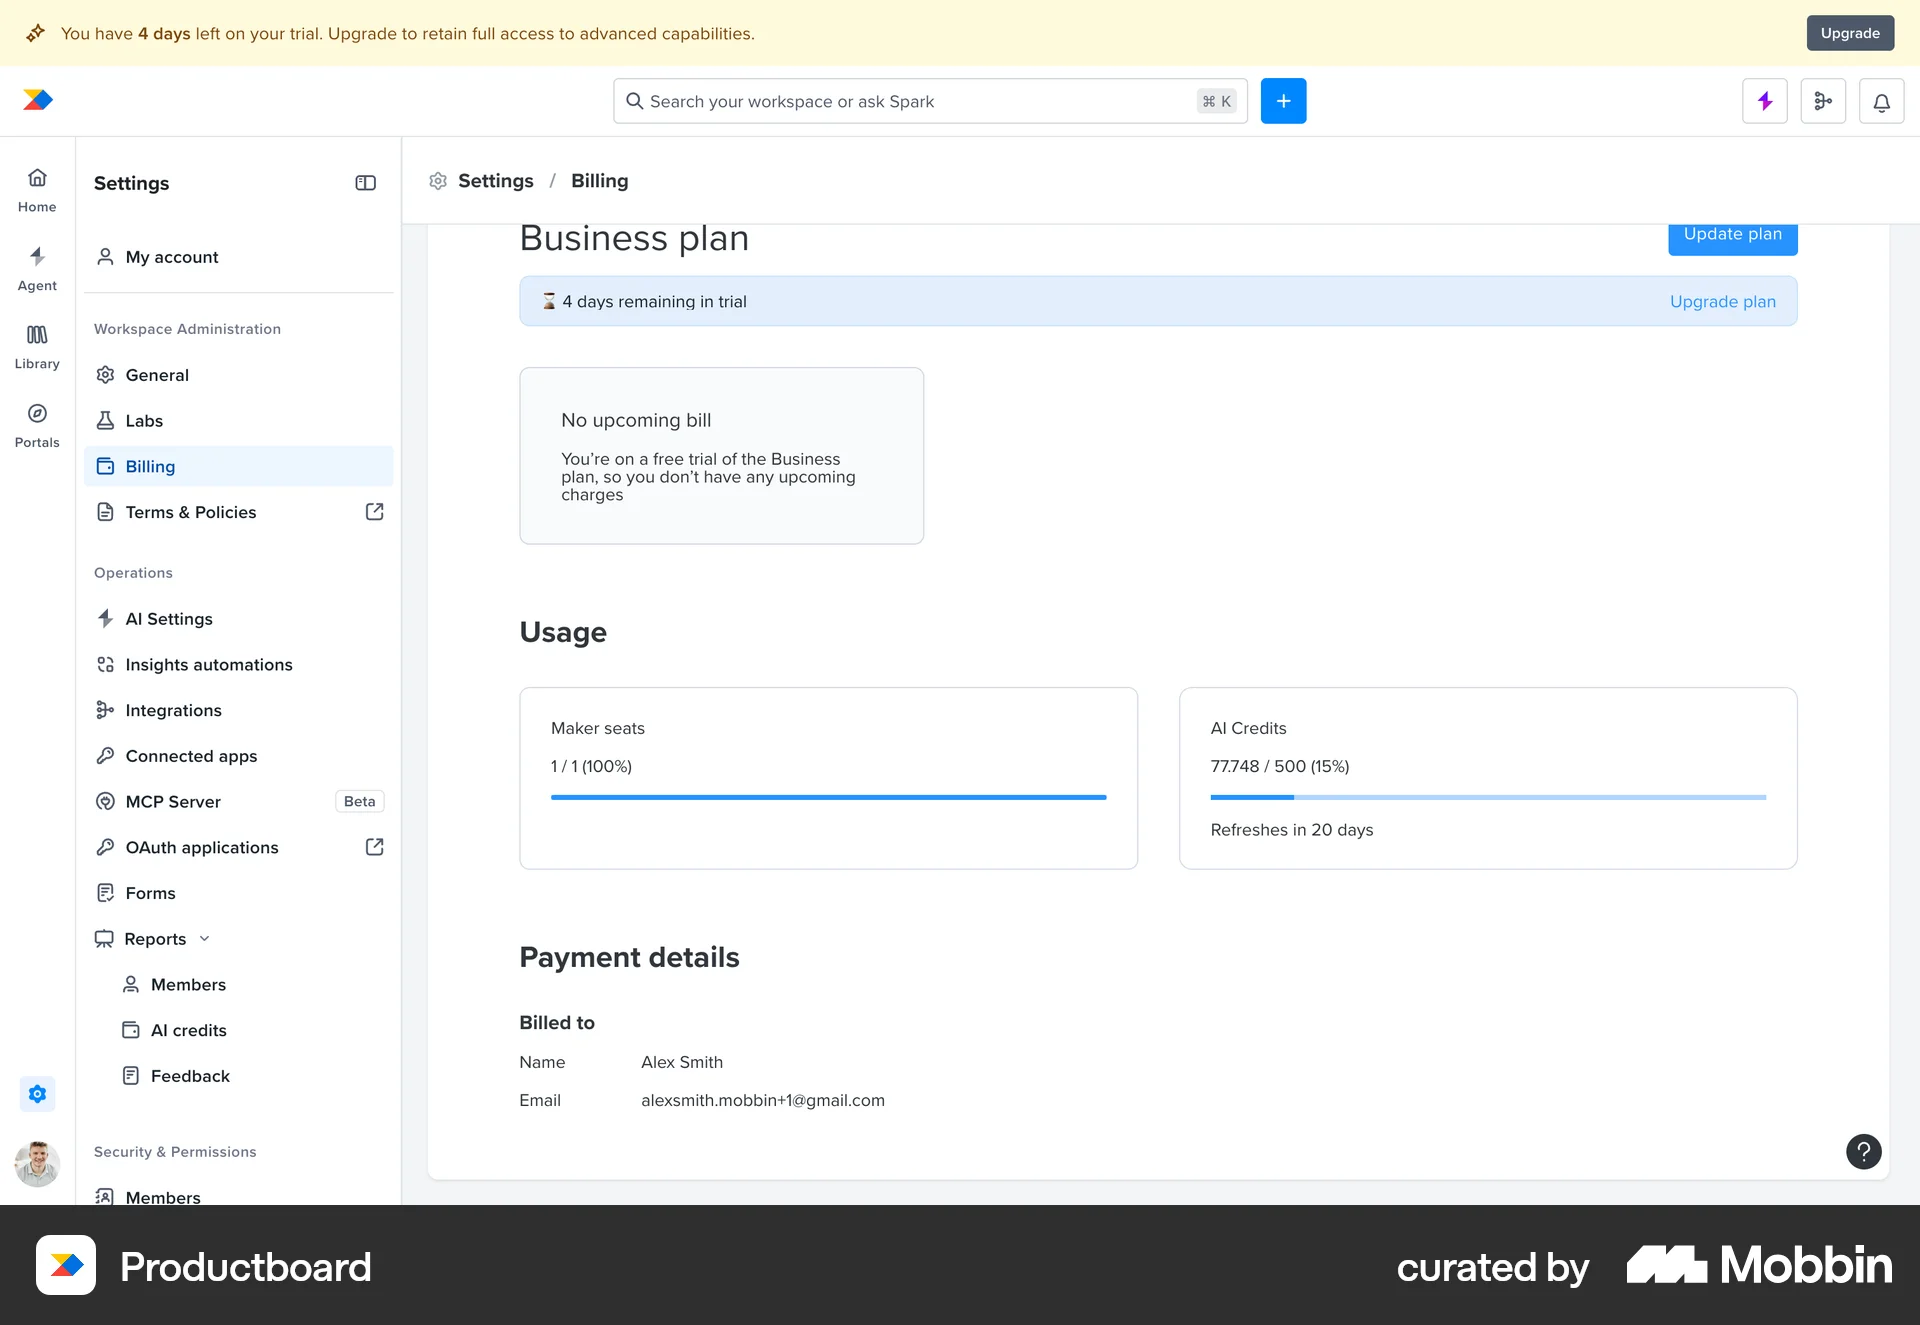 You have 4 days left on your trial. Upgrade to retain full access to advanced capabilities.
Upgrade
Search your workspace or ask Spark
⌘ K
Home
Agent
Library
Portals
Settings
My account
Workspace Administration
General
Labs
Billing
Terms & Policies
Operations
AI Settings
Insights automations
Integrations
Connected apps
MCP Server
Beta
OAuth applications
Forms
Reports
Members
AI credits
Feedback
Security & Permissions
Members
Settings / Billing
Business plan
Update plan
4 days remaining in trial
Upgrade plan
No upcoming bill
You’re on a free trial of the Business
plan, so you don’t have any upcoming
charges
Usage
Maker seats
1 / 1 (100%)
AI Credits
77.748 / 500 (15%)
Refreshes in 20 days
Payment details
Billed to
Name Alex Smith
Email alexsmith.mobbin+1@gmail.com
?
Productboard
curated by Mobbin